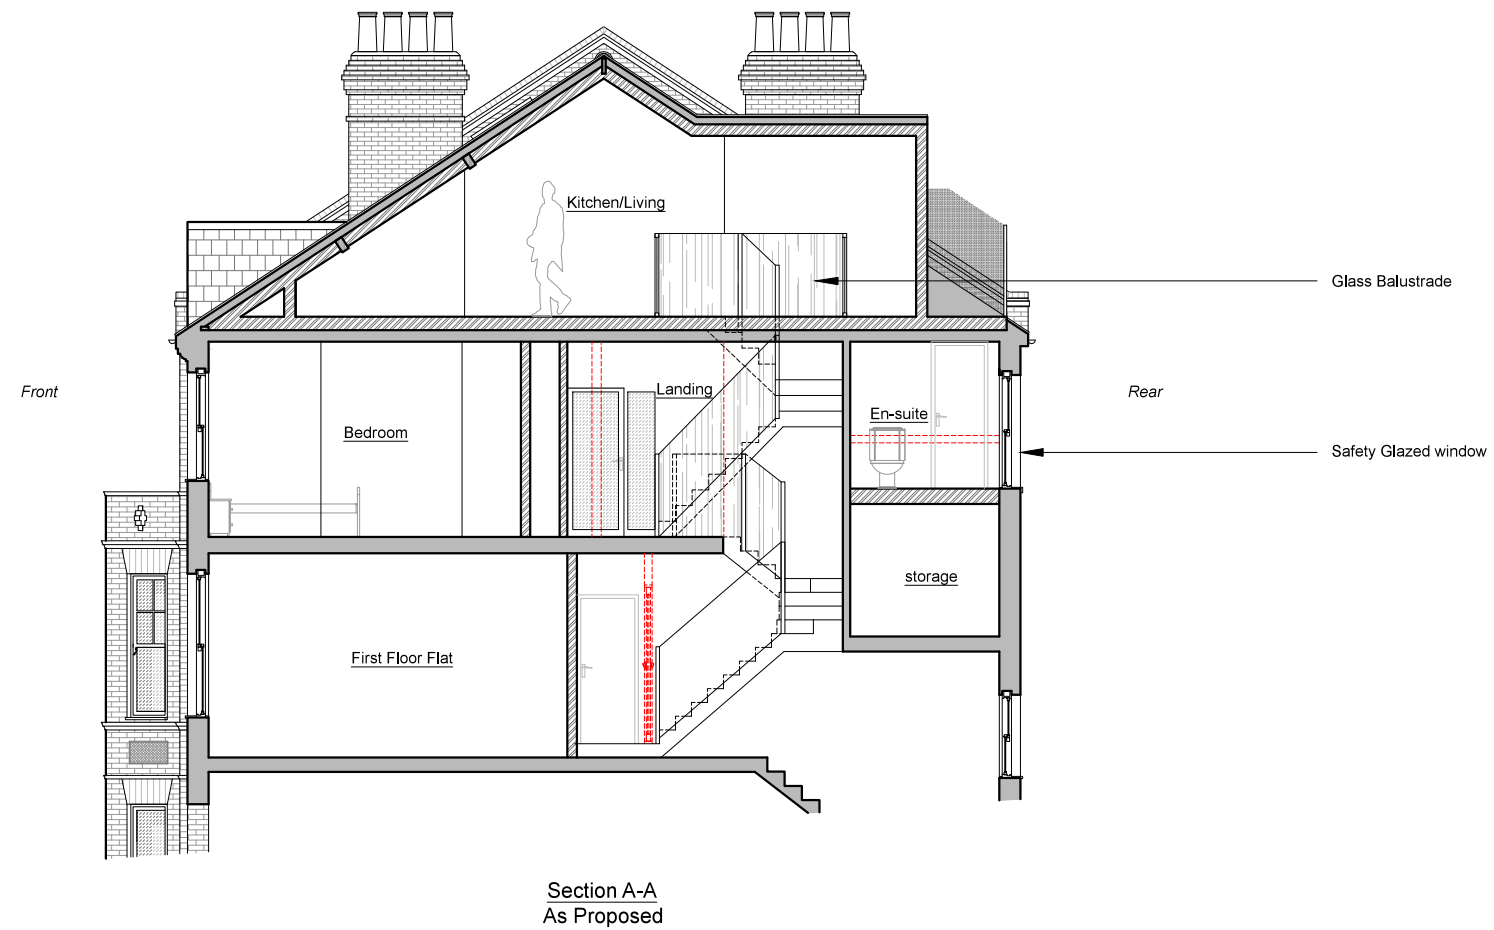 Kitchen/Living
Glass Balustrade
Front
Landing
Rear
Bedroom
En-suite
Safety Glazed window
storage
First Floor Flat
Section A-A
As Proposed